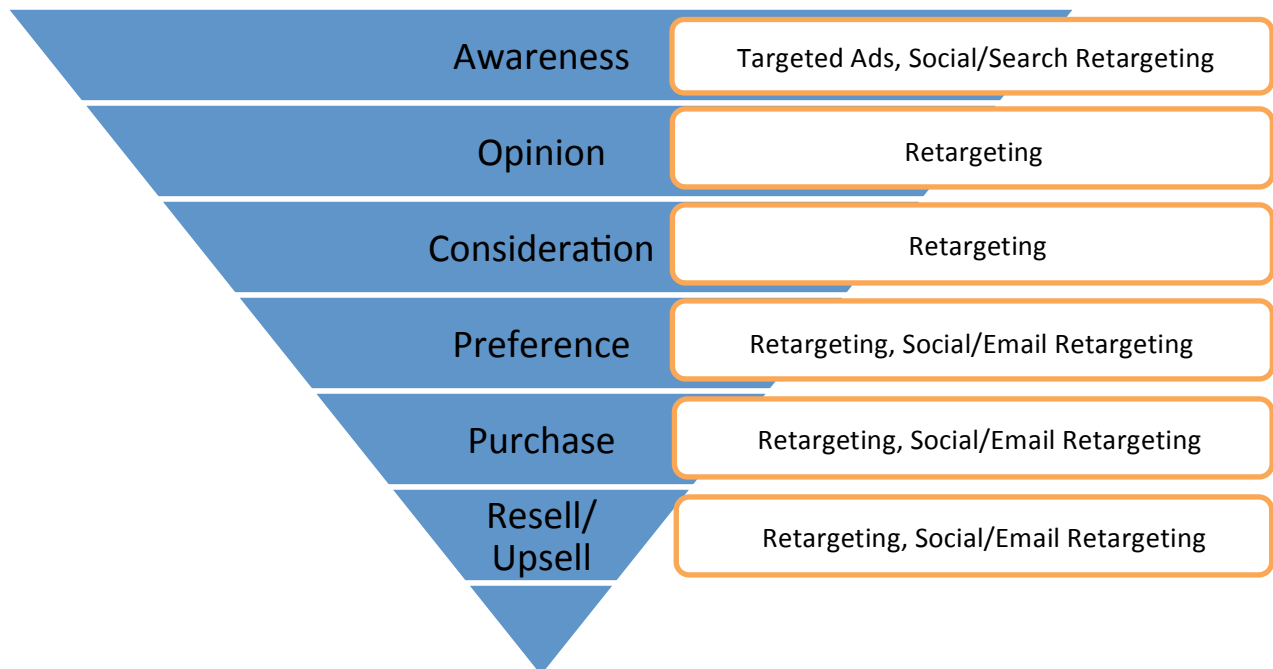 Awareness
Targeted Ads, Social/Search Retargeting
Opinion
Retargeting
Consideration
Retargeting
Preference
Retargeting, Social/Email Retargeting
Purchase
Retargeting, Social/Email Retargeting
Resell/
Upsell
Retargeting, Social/Email Retargeting